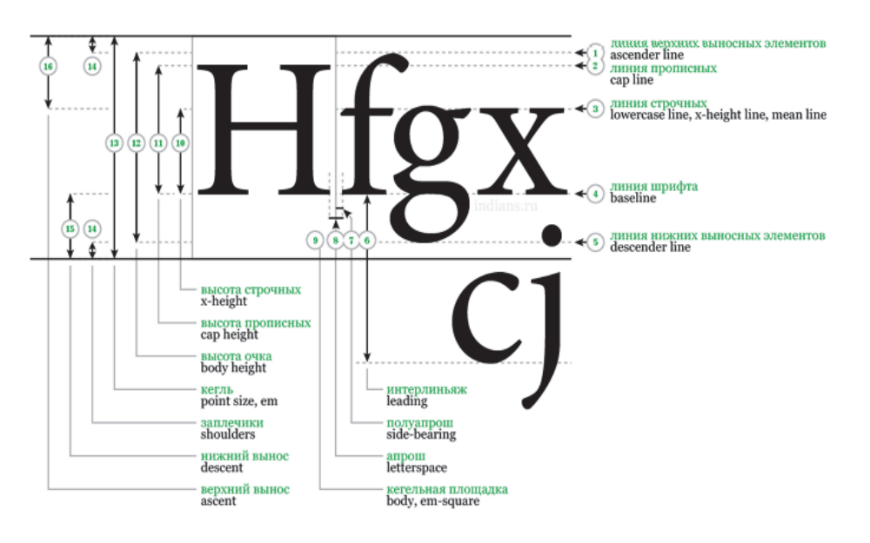 линия верхних выносных элементов
1 ascender line
2 линия прописных
cap line
16 14
Hfgx
3 линия строчных
lowercase line, x-height line, mean line
13 12 11 10
4 линия шрифта
baseline
indians.ru
15 14
9 8 7 6
5 линия нижних выносных элементов
descender line
cj
высота строчных
x-height
высота прописных
cap height
высота очка
body height
кегль
point size, em
интерлиньяж
leading
заплечики
shoulders
полуапрош
side-bearing
нижний вынос
descent
апрош
letterspace
верхний вынос
ascent
кегельная площадка
body, em-square